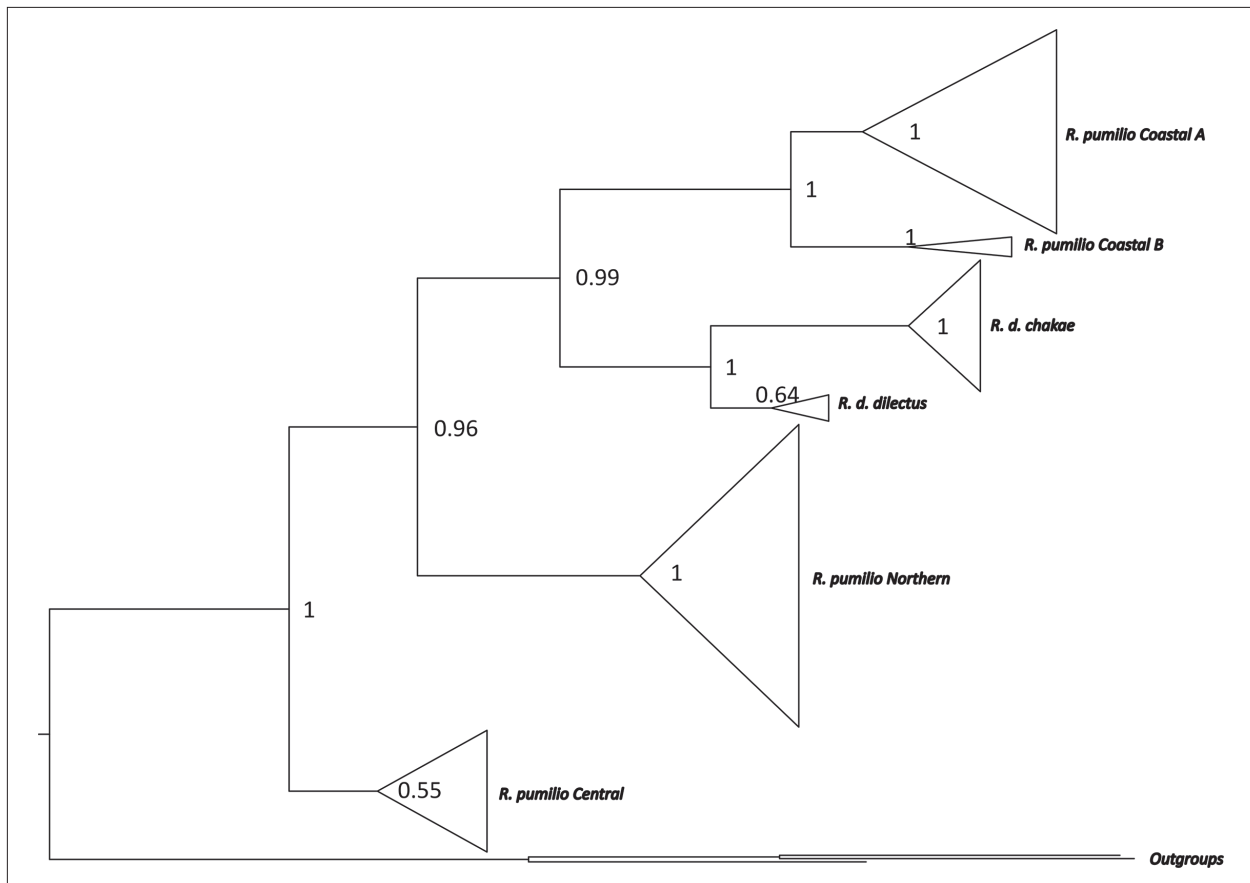 1
R. pumilio Coastal A
1
1
R. pumilio Coastal B
0.99
1
R. d. chakae
1
0.64
R. d. dilectus
0.96
1
R. pumilio Northern
1
0.55
R. pumilio Central
Outgroups